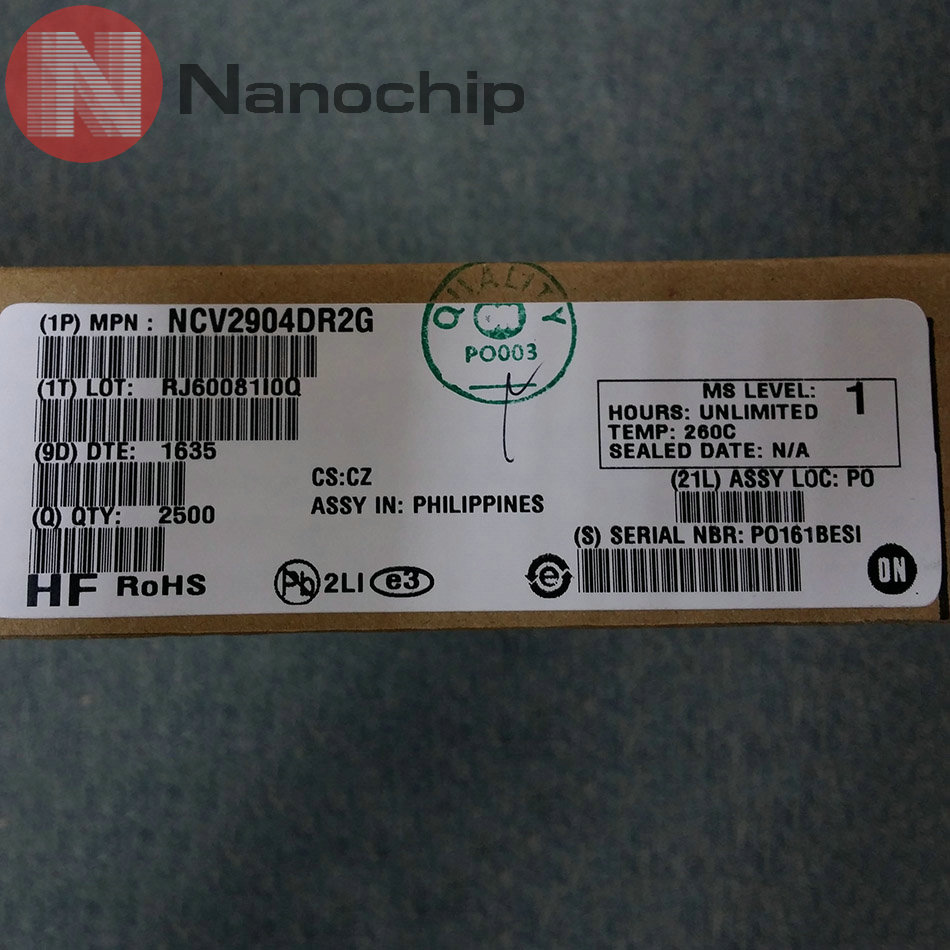 Nanochip
QUALITY
PO003
(1P) MPN : NCV2904DR2G
(1T) LOT: RJ60081I0Q
(9D) DTE: 1635
(Q) QTY: 2500
HF RoHS
CS:CZ
ASSY IN: PHILIPPINES
Pb 2LI e3
MS LEVEL: 1
HOURS: UNLIMITED
TEMP: 260C
SEALED DATE: N/A
(21L) ASSY LOC: PO
(S) SERIAL NBR: PO161BESI
e
ON